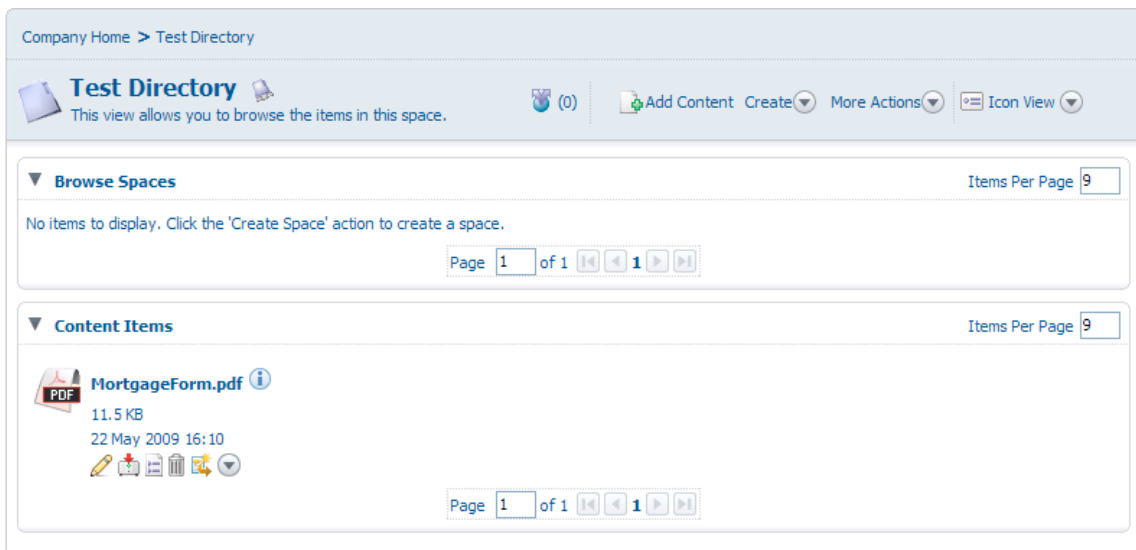 Company Home > Test Directory
Test Directory
This view allows you to browse the items in this space.
(0)
Add Content Create More Actions Icon View
Browse Spaces Items Per Page 9
No items to display. Click the 'Create Space' action to create a space.
Page 1 of 1 1
Content Items Items Per Page 9
PDF MortgageForm.pdf i
11.5 KB
22 May 2009 16:10
Page 1 of 1 1